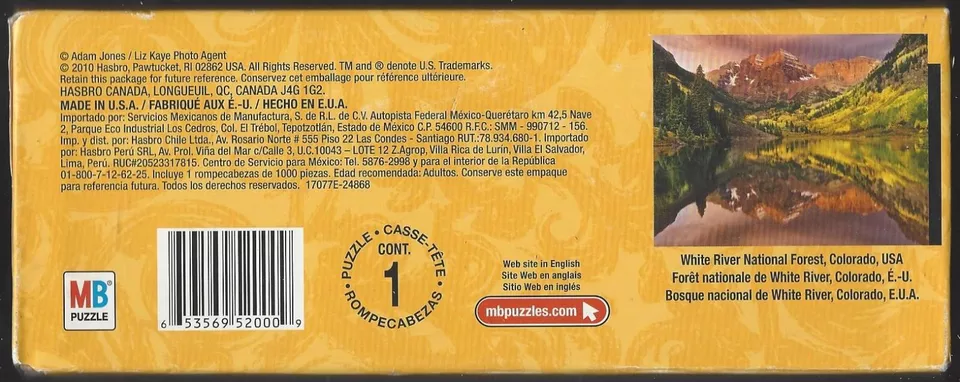 © Adam Jones / Liz Kaye Photo Agent
© 2010 Hasbro, Pawtucket, RI 02862 USA. All Rights Reserved. TM and ® denote U.S. Trademarks.
Retain this package for future reference. Conservez cet emballage pour référence ultérieure.
HASBRO CANADA, LONGUEUIL, QC, CANADA J4G 1G2.
MADE IN U.S.A. / FABRIQUÉ AUX É.-U. / HECHO EN E.U.A.
Importado por: Servicios Mexicanos de Manufactura, S. de R.L. de C.V. Autopista Federal México-Querétaro km 42,5 Nave
2, Parque Eco Industrial Los Cedros, Col. El Trébol, Tepotzotlán, Estado de México C.P. 54600 R.F.C.: SMM - 990712 - 156.
Imp. y dist. por: Hasbro Chile Ltda., Av. Rosario Norte # 555 Piso 22 Las Condes - Santiago RUT.:78.934.680-1. Importado
por: Hasbro Perú SRL, Av. Prol. Viña del Mar c/Calle 3, U.C.10043 – LOTE 12 Z.Agrop, Villa Rica de Lurín, Villa El Salvador,
Lima, Perú. RUC#20523317815. Centro de Servicio para México: Tel. 5876-2998 y para el interior de la República
01-800-7-12-62-25. Incluye 1 rompecabezas de 1000 piezas. Edad recomendada: Adultos. Conserve este empaque
para referencia futura. Todos los derechos reservados. 17077E-24868
White River National Forest, Colorado, USA
Forêt nationale de White River, Colorado, É.-U.
Bosque nacional de White River, Colorado, E.U.A.
MB®
PUZZLE
6 53569 52000 9
PUZZLE • CASSE-TÊTE • ROMPECABEZAS •
CONT.
1
Web site in English
Site Web en anglais
Sitio Web en inglés
mbpuzzles.com